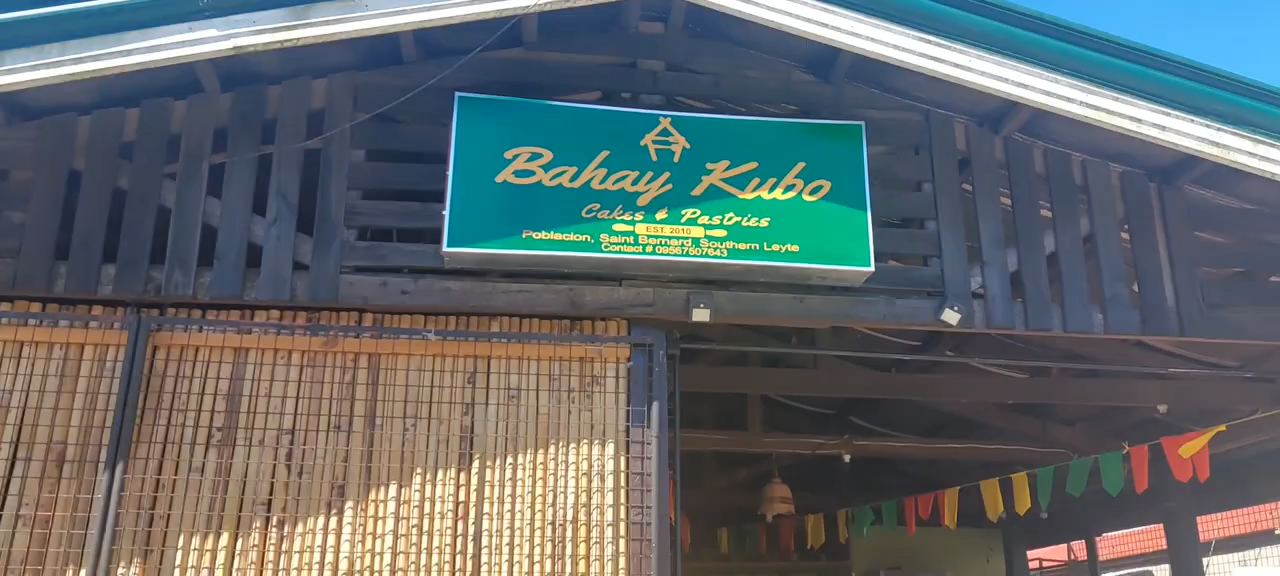 Bahay Kubo
Cakes & Pastries
EST. 2010
Poblacion, Saint Bernard, Southern Leyte
Contact # 09567507643